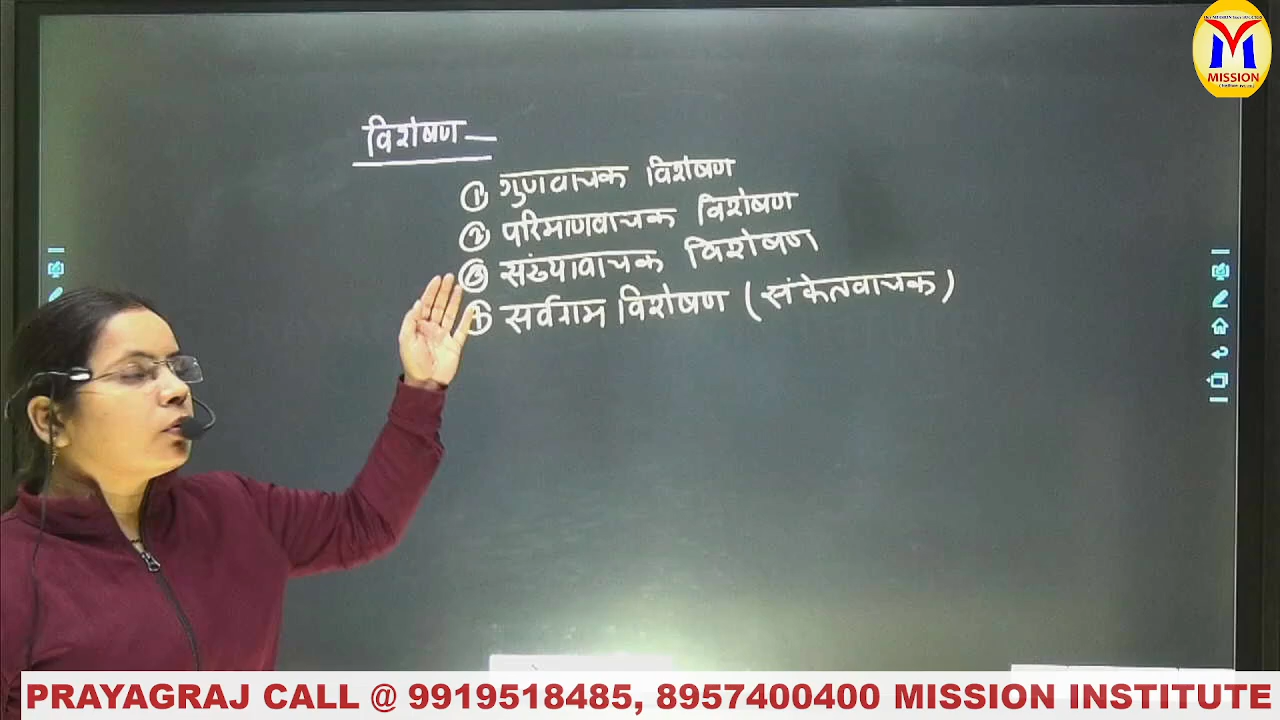 MISSION
विशेषण —
① गुणवाचक विशेषण
② परिमाणवाचक विशेषण
③ संख्यावाचक विशेषण
④ सर्वनाम विशेषण (संकेतवाचक)
PRAYAGRAJ CALL @ 9919518485, 8957400400 MISSION INSTITUTE